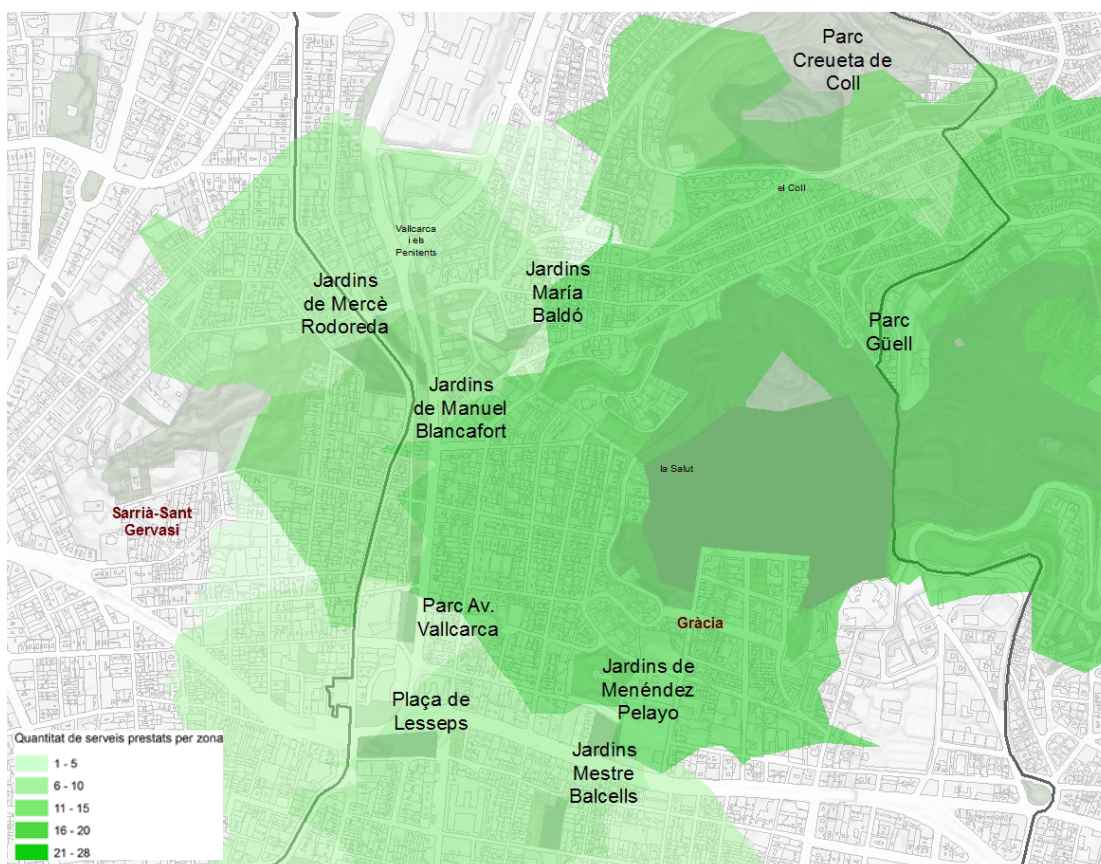 Parc
Creueta de
Coll
el Coll
Vallcarca
i els
Penitents
Jardins
de Mercè
Rodoreda
Jardins
María
Baldó
Parc
Güell
Jardins
de Manuel
Blancafort
la Salut
Sarrià-Sant
Gervasi
Parc Av.
Vallcarca
Gràcia
Jardins de
Menéndez
Pelayo
Plaça de
Lesseps
Jardins
Mestre
Balcells
Quantitat de serveis prestats per zona
1 - 5
6 - 10
11 - 15
16 - 20
21 - 28